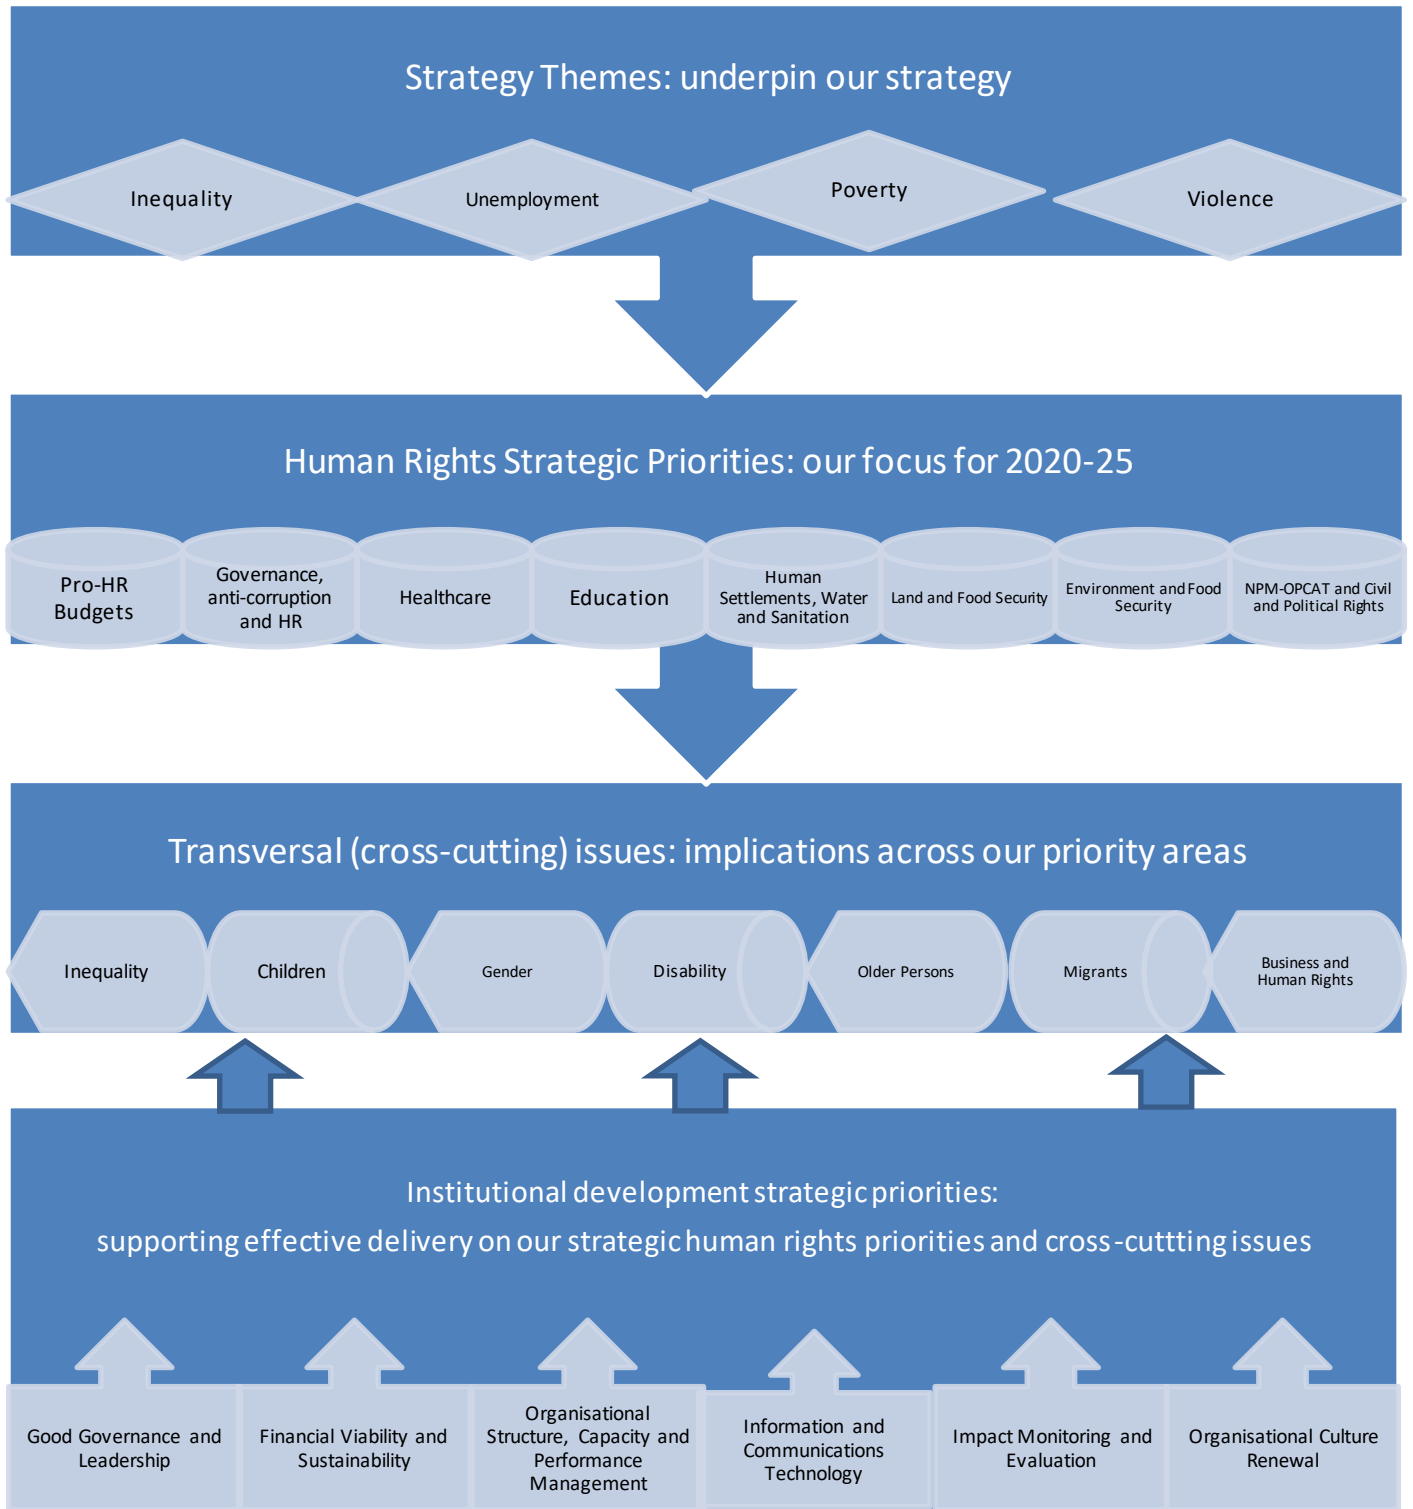 Strategy Themes: underpin our strategy
Inequality
Unemployment
Poverty
Violence
Human Rights Strategic Priorities: our focus for 2020-25
Pro-HR
Budgets
Governance,
anti-corruption
and HR
Healthcare
Education
Human
Settlements, Water
and Sanitation
Land and Food Security
Environment and Food
Security
NPM-OPCAT and Civil
and Political Rights
Transversal (cross-cutting) issues: implications across our priority areas
Inequality
Children
Gender
Disability
Older Persons
Migrants
Business and
Human Rights
Institutional development strategic priorities:
supporting effective delivery on our strategic human rights priorities and cross-cuttting issues
Good Governance and
Leadership
Financial Viability and
Sustainability
Organisational
Structure, Capacity and
Performance
Management
Information and
Communications
Technology
Impact Monitoring and
Evaluation
Organisational Culture
Renewal